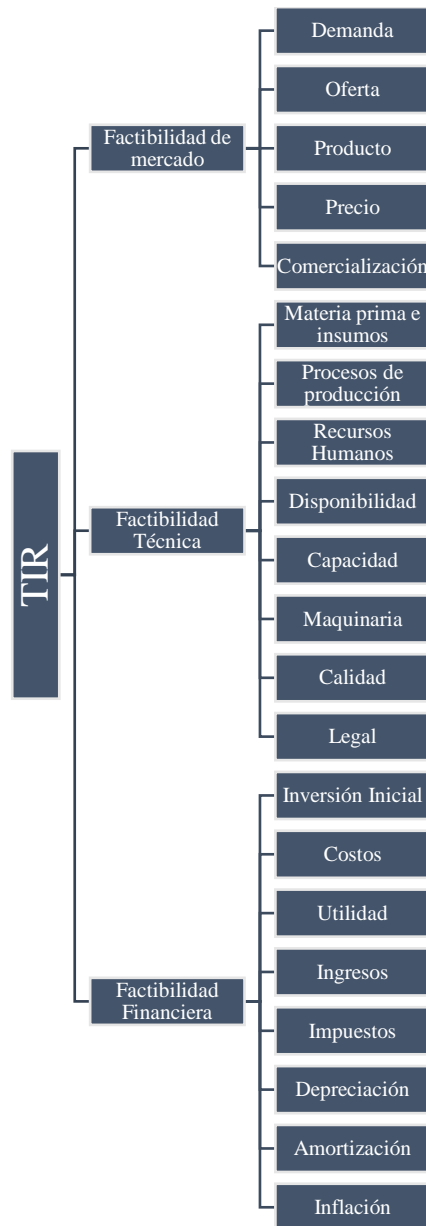 TIR
Factibilidad de
mercado
Demanda
Oferta
Producto
Precio
Comercialización
Factibilidad
Técnica
Materia prima e
insumos
Procesos de
producción
Recursos
Humanos
Disponibilidad
Capacidad
Maquinaria
Calidad
Legal
Factibilidad
Financiera
Inversión Inicial
Costos
Utilidad
Ingresos
Impuestos
Depreciación
Amortización
Inflación